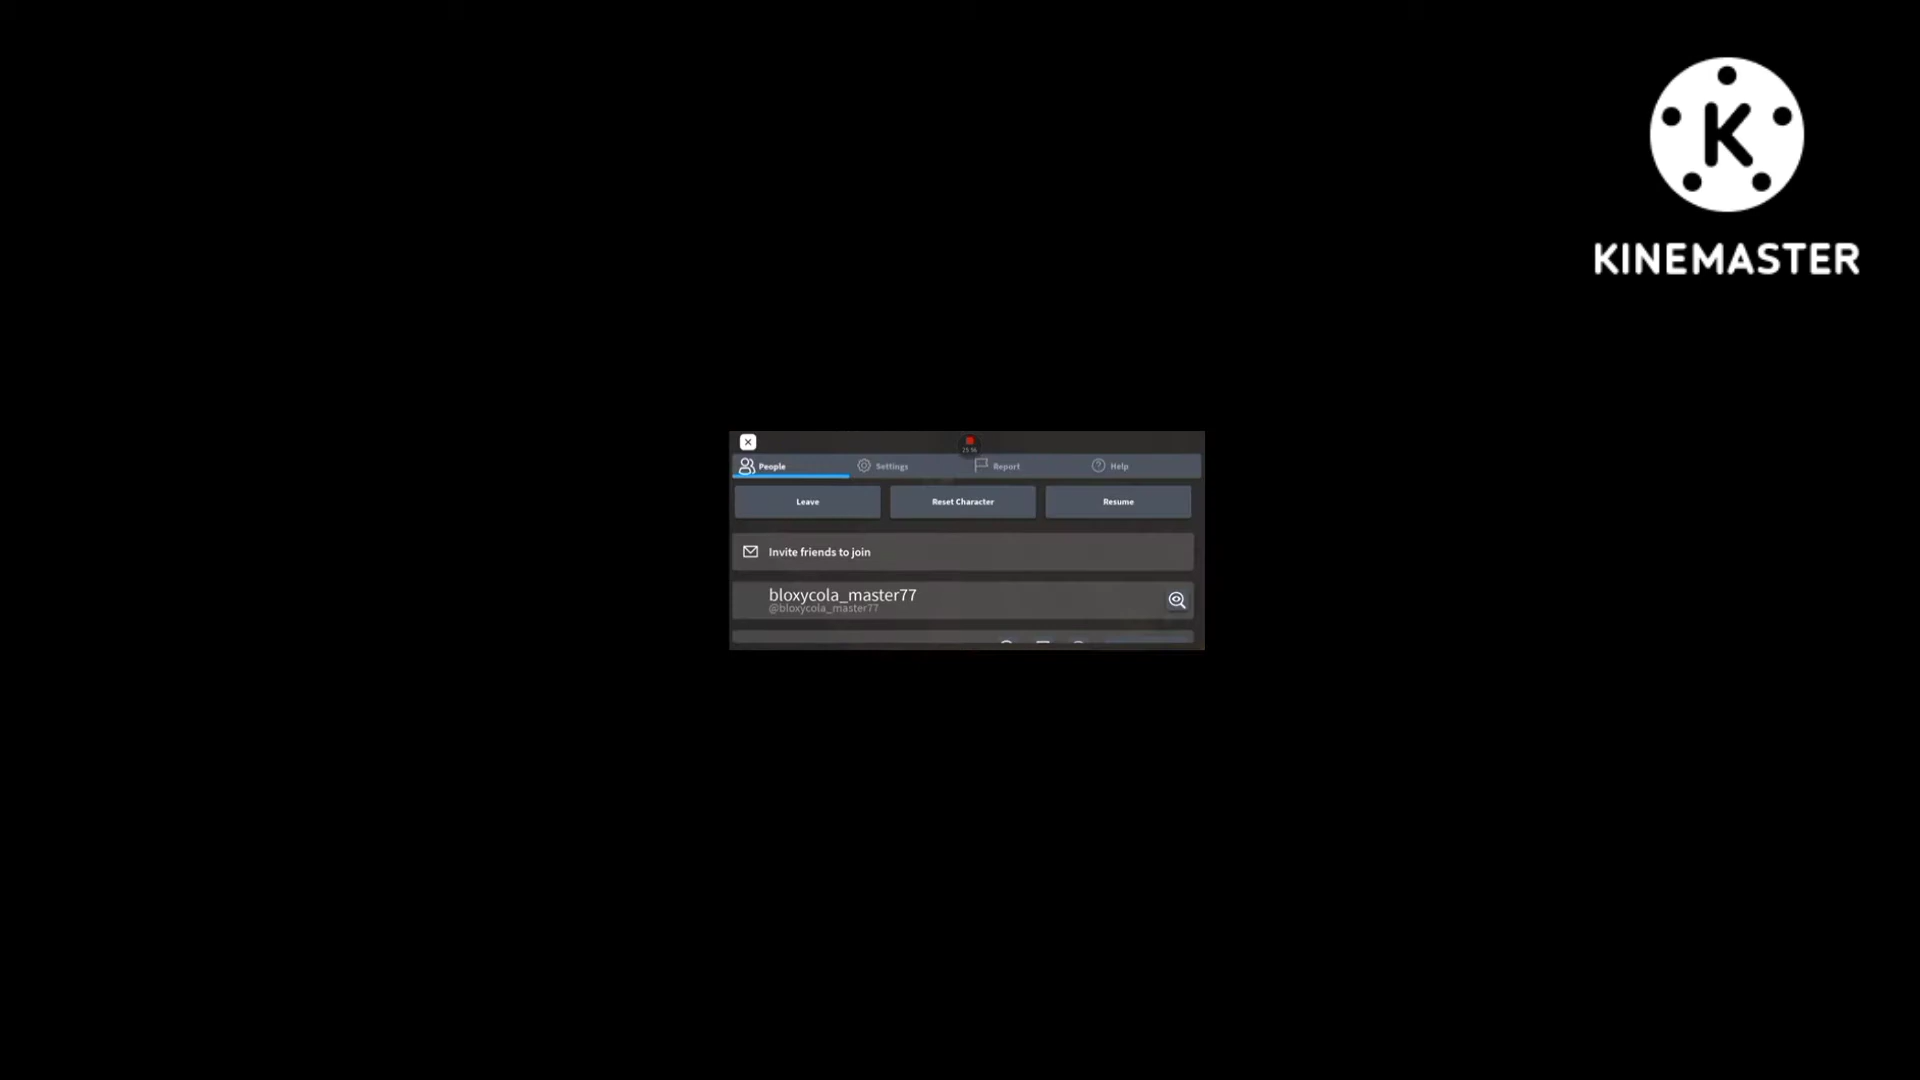 KINEMASTER
People Settings Report Help
Leave Reset Character Resume
Invite friends to join
bloxycola_master77
@bloxycola_master77